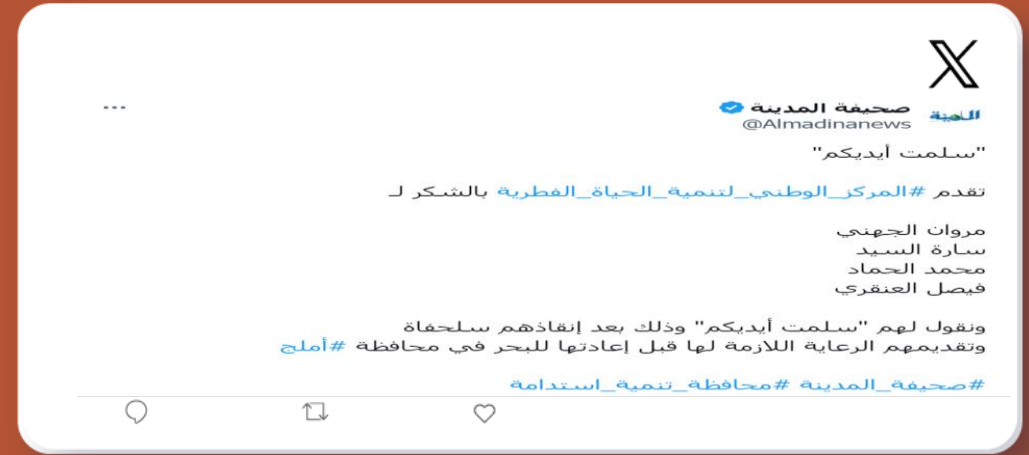 صحيفة المدينة
@Almadinanews
"سلمت أيديكم"
تقدم #المركز_الوطني_لتنمية_الحياة_الفطرية بالشكر لـ
مروان الجهني
سارة السيد
محمد الحماد
فيصل العنقري
ونقول لهم "سلمت أيديكم" وذلك بعد إنقاذهم سلحفاة
وتقديمهم الرعاية اللازمة لها قبل إعادتها للبحر في محافظة #أملج
#صحيفة_المدينة #محافظة_تنمية_استدامة